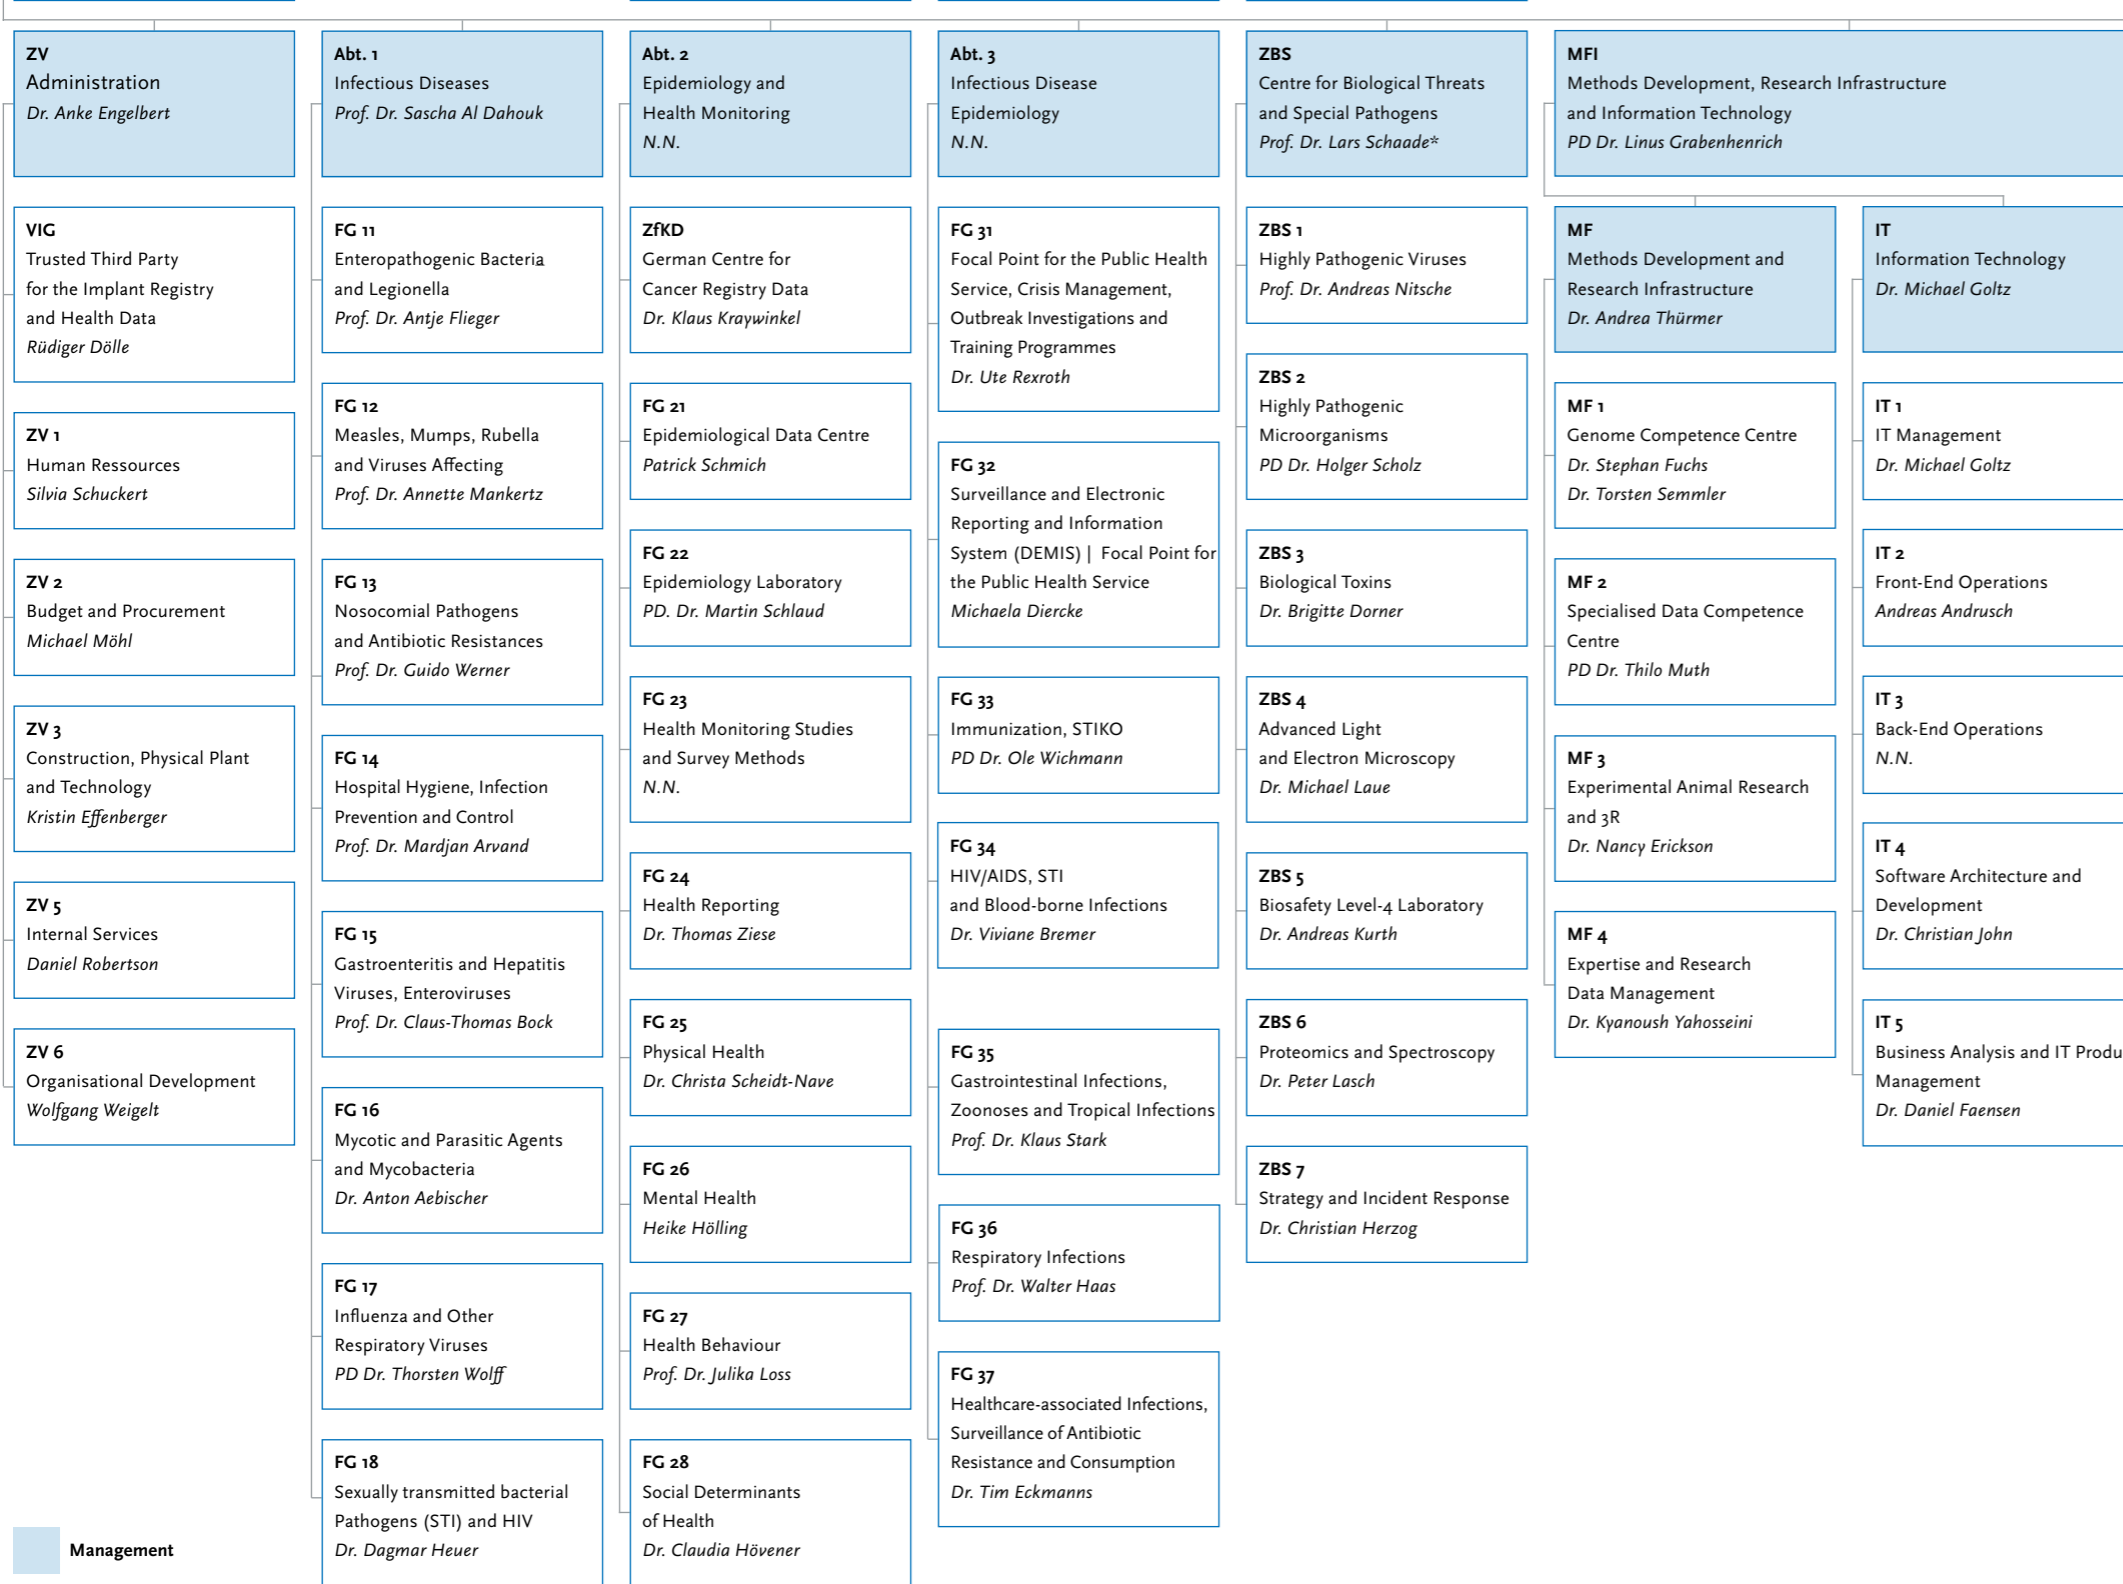 ZV
Administration
Dr. Anke Engelbert
VIG
Trusted Third Party
for the Implant Registry
and Health Data
Rüdiger Dölle
ZV 1
Human Ressources
Silvia Schuckert
ZV 2
Budget and Procurement
Michael Möhl
ZV 3
Construction, Physical Plant
and Technology
Kristin Effenberger
ZV 5
Internal Services
Daniel Robertson
ZV 6
Organisational Development
Wolfgang Weigelt
Abt. 1
Infectious Diseases
Prof. Dr. Sascha Al Dahouk
FG 11
Enteropathogenic Bacteria
and Legionella
Prof. Dr. Antje Flieger
FG 12
Measles, Mumps, Rubella
and Viruses Affecting
Prof. Dr. Annette Mankertz
FG 13
Nosocomial Pathogens
and Antibiotic Resistances
Prof. Dr. Guido Werner
FG 14
Hospital Hygiene, Infection
Prevention and Control
Prof. Dr. Mardjan Arvand
FG 15
Gastroenteritis and Hepatitis
Viruses, Enteroviruses
Prof. Dr. Claus-Thomas Bock
FG 16
Mycotic and Parasitic Agents
and Mycobacteria
Dr. Anton Aebischer
FG 17
Influenza and Other
Respiratory Viruses
PD Dr. Thorsten Wolff
FG 18
Sexually transmitted bacterial
Pathogens (STI) and HIV
Dr. Dagmar Heuer
Abt. 2
Epidemiology and
Health Monitoring
N.N.
ZfKD
German Centre for
Cancer Registry Data
Dr. Klaus Kraywinkel
FG 21
Epidemiological Data Centre
Patrick Schmich
FG 22
Epidemiology Laboratory
PD. Dr. Martin Schlaud
FG 23
Health Monitoring Studies
and Survey Methods
N.N.
FG 24
Health Reporting
Dr. Thomas Ziese
FG 25
Physical Health
Dr. Christa Scheidt-Nave
FG 26
Mental Health
Heike Hölling
FG 27
Health Behaviour
Prof. Dr. Julika Loss
FG 28
Social Determinants
of Health
Dr. Claudia Hövener
Abt. 3
Infectious Disease
Epidemiology
N.N.
FG 31
Focal Point for the Public Health
Service, Crisis Management,
Outbreak Investigations and
Training Programmes
Dr. Ute Rexroth
FG 32
Surveillance and Electronic
Reporting and Information
System (DEMIS) | Focal Point for
the Public Health Service
Michaela Diercke
FG 33
Immunization, STIKO
PD Dr. Ole Wichmann
FG 34
HIV/AIDS, STI
and Blood-borne Infections
Dr. Viviane Bremer
FG 35
Gastrointestinal Infections,
Zoonoses and Tropical Infections
Prof. Dr. Klaus Stark
FG 36
Respiratory Infections
Prof. Dr. Walter Haas
FG 37
Healthcare-associated Infections,
Surveillance of Antibiotic
Resistance and Consumption
Dr. Tim Eckmanns
ZBS
Centre for Biological Threats
and Special Pathogens
Prof. Dr. Lars Schaade*
ZBS 1
Highly Pathogenic Viruses
Prof. Dr. Andreas Nitsche
ZBS 2
Highly Pathogenic
Microorganisms
PD Dr. Holger Scholz
ZBS 3
Biological Toxins
Dr. Brigitte Dorner
ZBS 4
Advanced Light
and Electron Microscopy
Dr. Michael Laue
ZBS 5
Biosafety Level-4 Laboratory
Dr. Andreas Kurth
ZBS 6
Proteomics and Spectroscopy
Dr. Peter Lasch
ZBS 7
Strategy and Incident Response
Dr. Christian Herzog
MFI
Methods Development, Research Infrastructure
and Information Technology
PD Dr. Linus Grabenhenrich
MF
Methods Development and
Research Infrastructure
Dr. Andrea Thürmer
MF 1
Genome Competence Centre
Dr. Stephan Fuchs
Dr. Torsten Semmler
MF 2
Specialised Data Competence
Centre
PD Dr. Thilo Muth
MF 3
Experimental Animal Research
and 3R
Dr. Nancy Erickson
MF 4
Expertise and Research
Data Management
Dr. Kyanoush Yahosseini
IT
Information Technology
Dr. Michael Goltz
IT 1
IT Management
Dr. Michael Goltz
IT 2
Front-End Operations
Andreas Andrusch
IT 3
Back-End Operations
N.N.
IT 4
Software Architecture and
Development
Dr. Christian John
IT 5
Business Analysis and IT Produ
Management
Dr. Daniel Faensen
Management